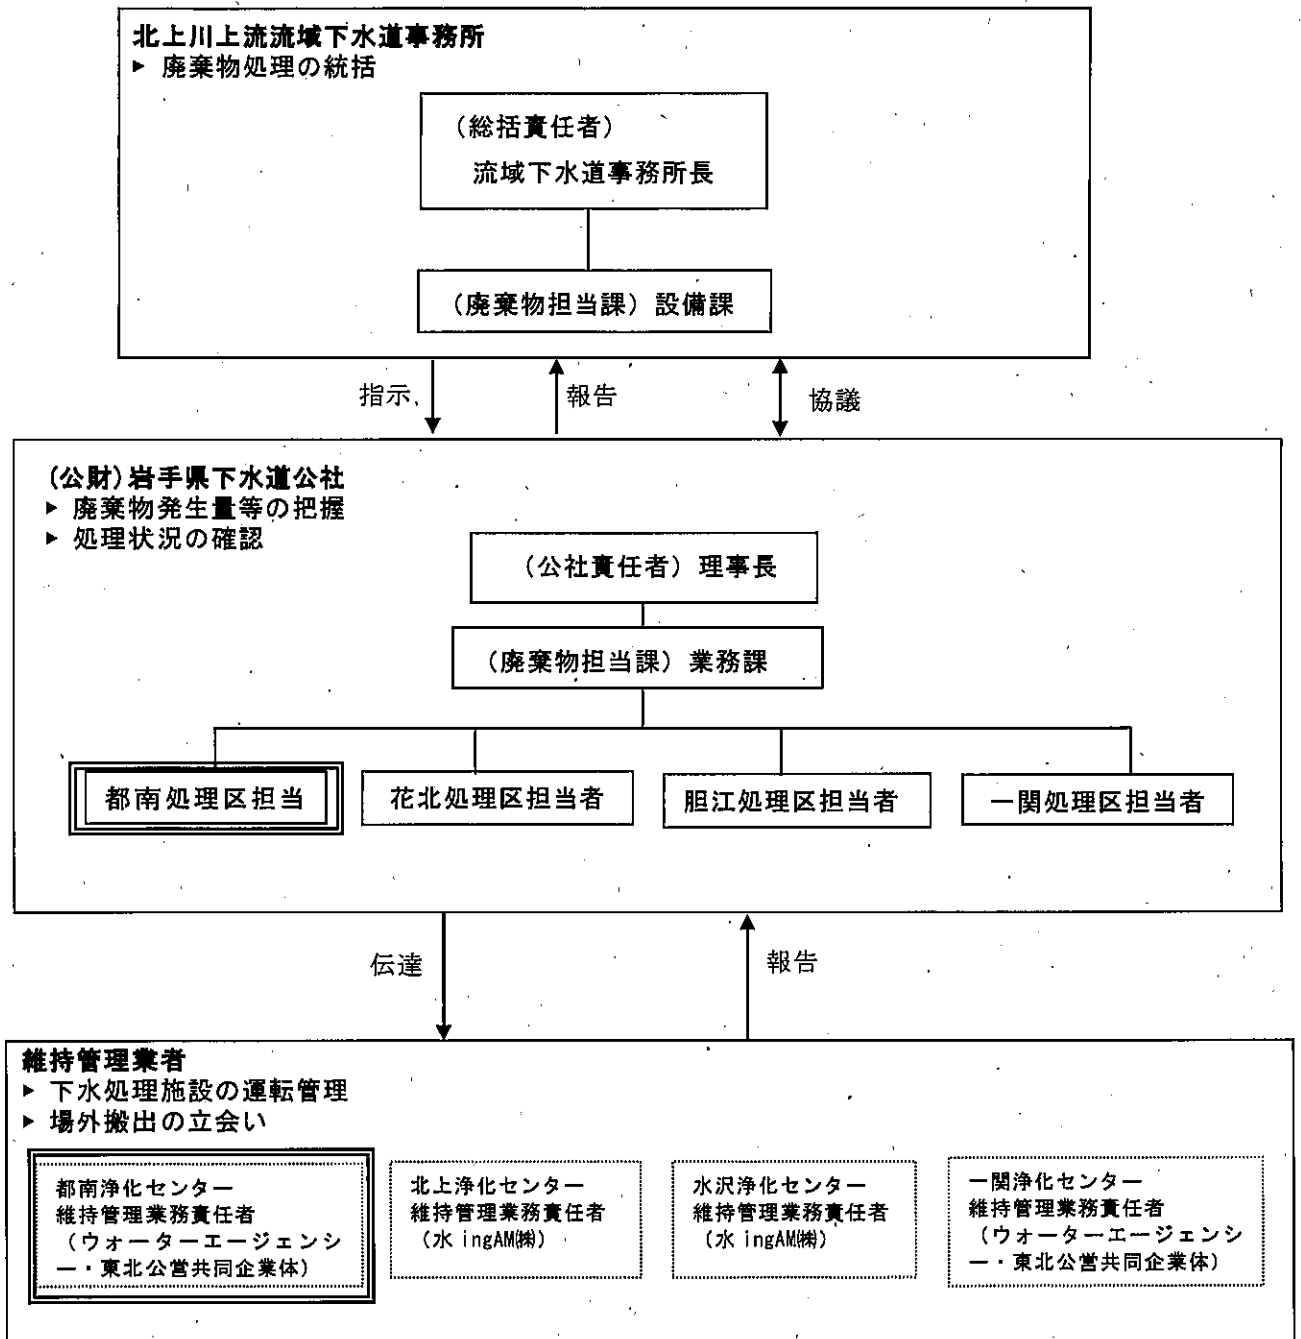 北上川上流流域下水道事務所
▶ 廃棄物処理の統括
(総括責任者)
流域下水道事務所長
(廃棄物担当課) 設備課
指示
報告
協議
(公財)岩手県下水道公社
▶ 廃棄物発生量等の把握
▶ 処理状況の確認
(公社責任者) 理事長
(廃棄物担当課) 業務課
都南処理区担当
花北処理区担当者
胆江処理区担当者
一関処理区担当者
伝達
報告
維持管理業者
▶ 下水処理施設の運転管理
▶ 場外搬出の立会い
都南浄化センター
維持管理業務責任者
(ウォーターエージェンシ
ー・東北公営共同企業体)
北上浄化センター
維持管理業務責任者
(水 ingAM㈱)
水沢浄化センター
維持管理業務責任者
(水 ingAM㈱)
一関浄化センター
維持管理業務責任者
(ウォーターエージェンシ
ー・東北公営共同企業体)